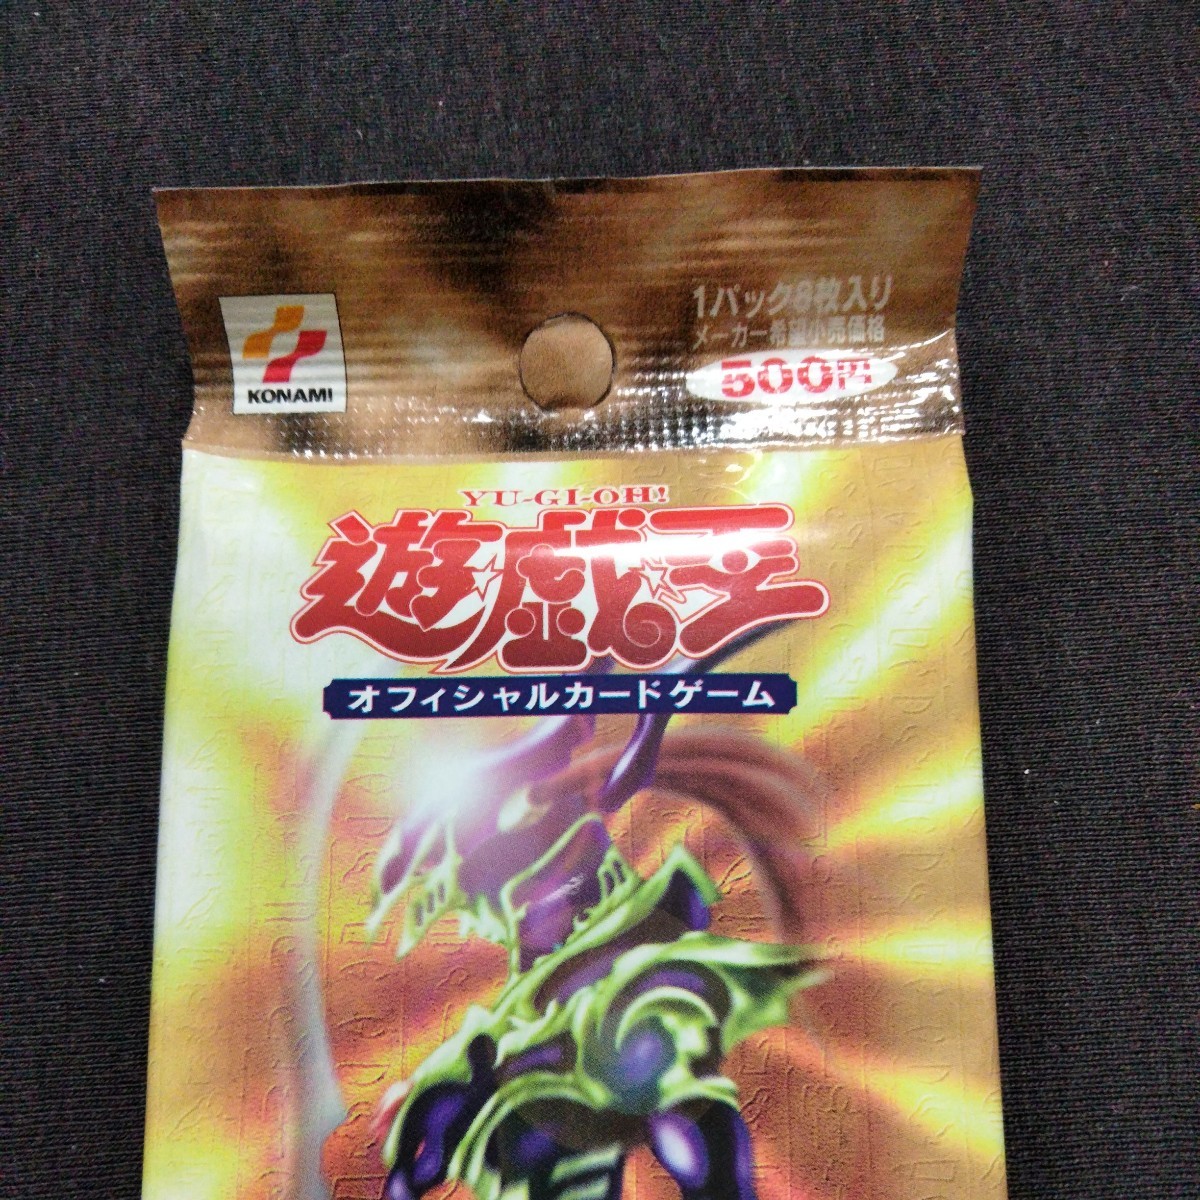 KONAMI
1パック8枚入り
メーカー希望小売価格
500円
YU-GI-OH!
遊戯王
オフィシャルカードゲーム